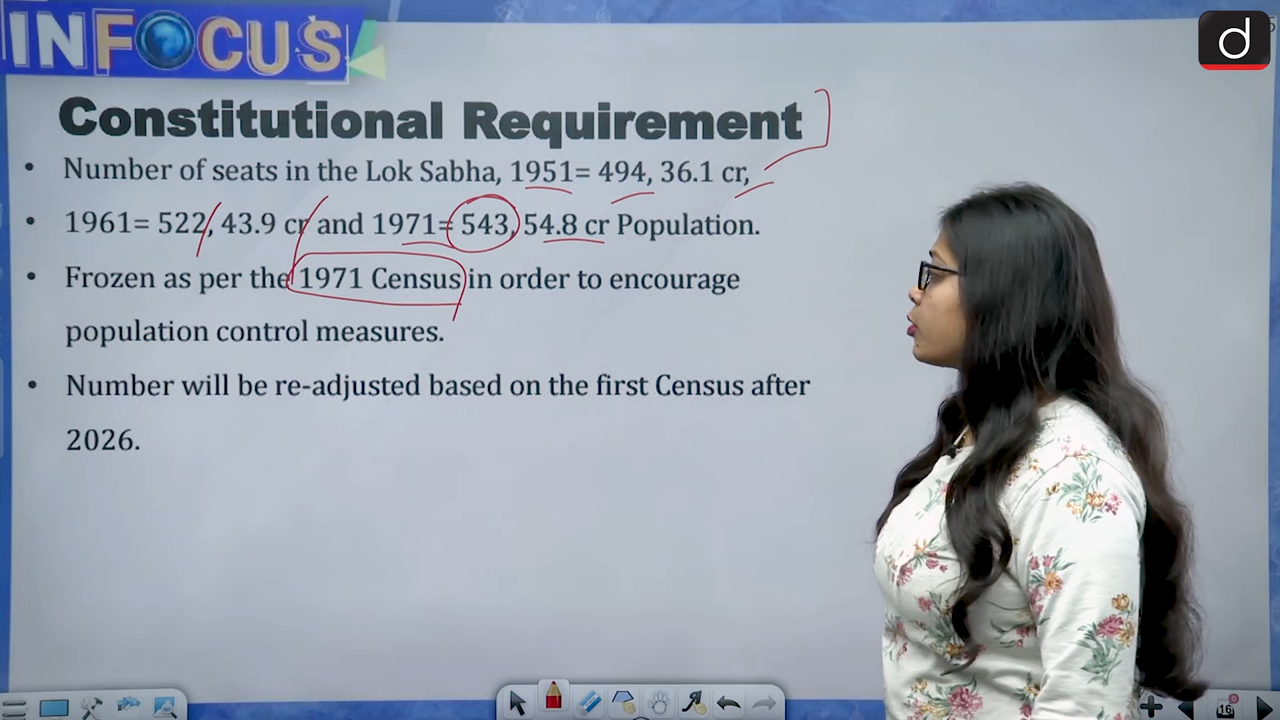 INFOCUS
d
Constitutional Requirement
• Number of seats in the Lok Sabha, 1951= 494, 36.1 cr,
• 1961= 522, 43.9 cr and 1971= 543, 54.8 cr Population.
• Frozen as per the 1971 Census in order to encourage
population control measures.
• Number will be re-adjusted based on the first Census after
2026.
16